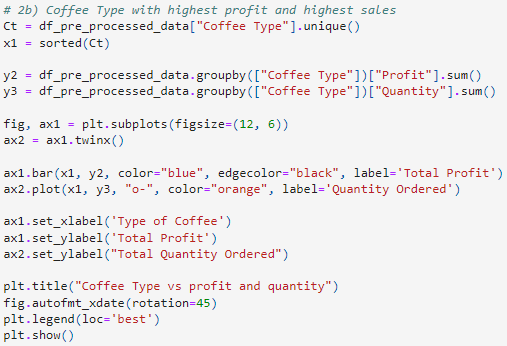 # 2b) Coffee Type with highest profit and highest sales
Ct = df_pre_processed_data["Coffee Type"].unique()
x1 = sorted(Ct)
y2 = df_pre_processed_data.groupby(["Coffee Type"])["Profit"].sum()
y3 = df_pre_processed_data.groupby(["Coffee Type"])["Quantity"].sum()
fig, ax1 = plt.subplots(figsize=(12, 6))
ax2 = ax1.twinx()
ax1.bar(x1, y2, color="blue", edgecolor="black", label='Total Profit')
ax2.plot(x1, y3, "o-", color="orange", label='Quantity Ordered')
ax1.set_xlabel('Type of Coffee')
ax1.set_ylabel('Total Profit')
ax2.set_ylabel("Total Quantity Ordered")
plt.title("Coffee Type vs profit and quantity")
fig.autofmt_xdate(rotation=45)
plt.legend(loc='best')
plt.show()